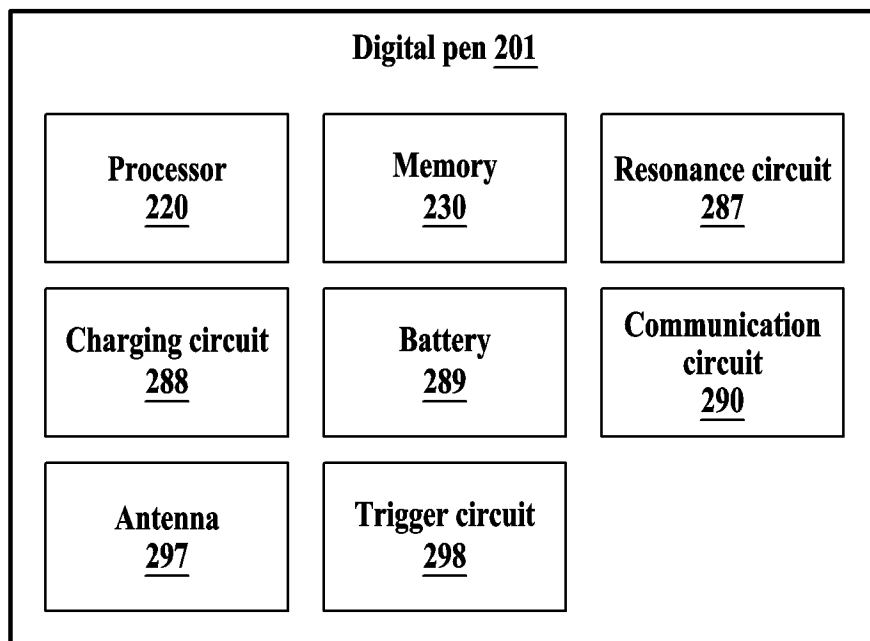 Digital pen 201
Processor
220
Memory
230
Resonance circuit
287
Charging circuit
288
Battery
289
Communication
circuit
290
Antenna
297
Trigger circuit
298